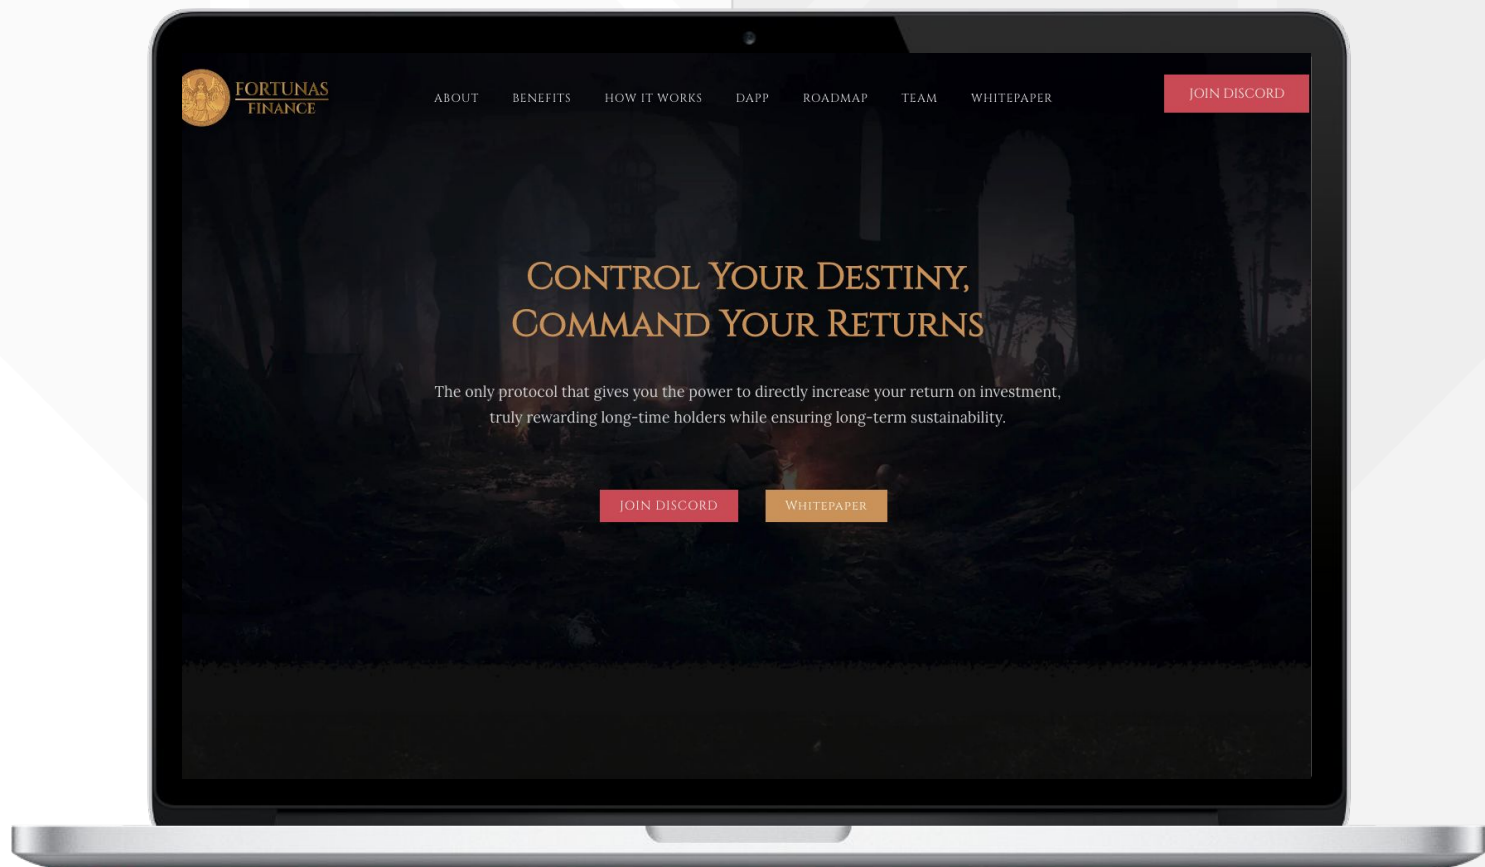 FORTUNAS
FINANCE
ABOUT BENEFITS HOW IT WORKS DAPP ROADMAP TEAM WHITEPAPER
JOIN DISCORD
Control Your Destiny,
Command Your Returns
The only protocol that gives you the power to directly increase your return on investment,
truly rewarding long-time holders while ensuring long-term sustainability.
JOIN DISCORD Whitepaper